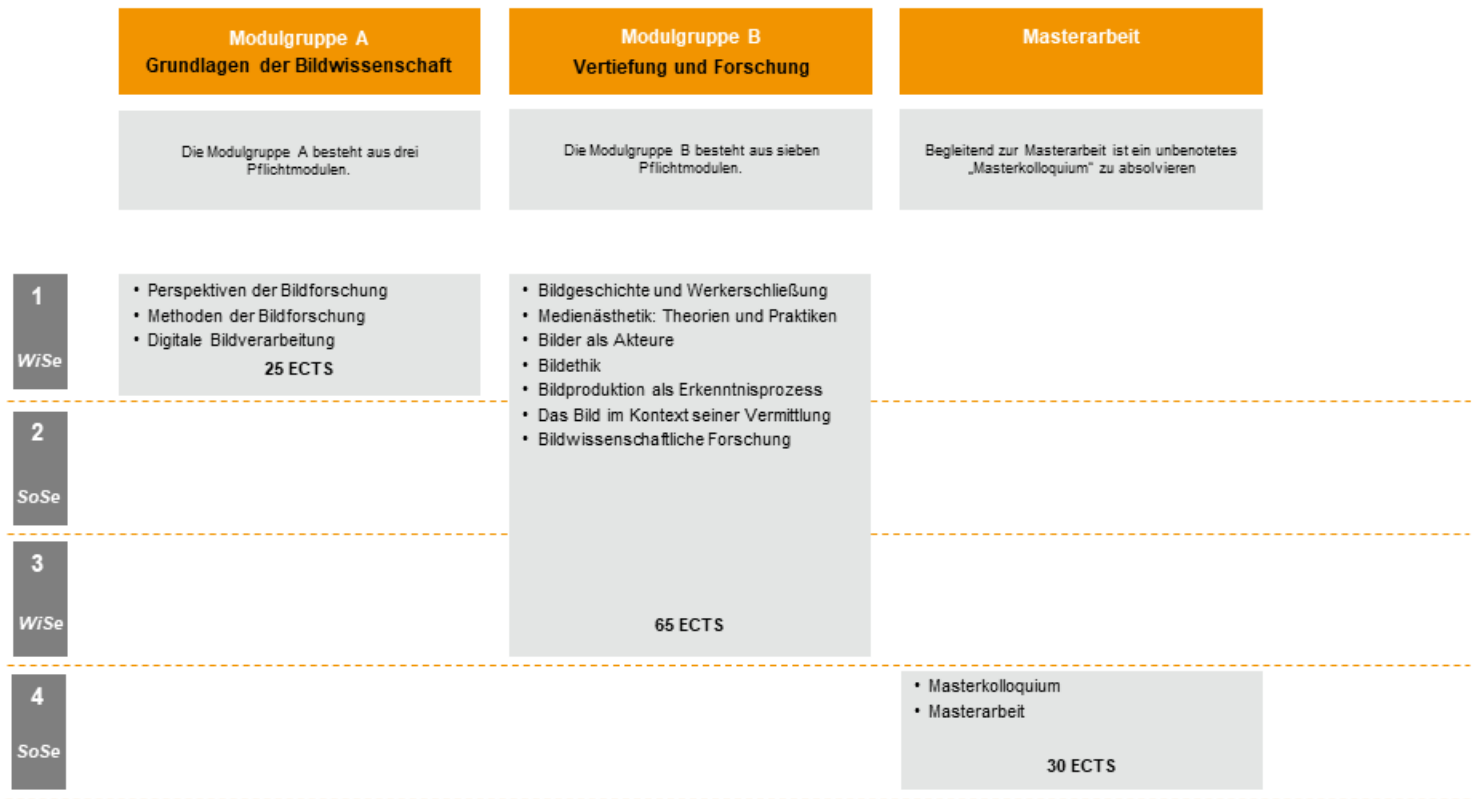 Modulgruppe A
Grundlagen der Bildwissenschaft
Modulgruppe B
Vertiefung und Forschung
Masterarbeit
Die Modulgruppe A besteht aus drei
Pflichtmodulen.
Die Modulgruppe B besteht aus sieben
Pflichtmodulen.
Begleitend zur Masterarbeit ist ein unbenotetes
„Masterkolloquium“ zu absolvieren
1
WiSe
• Perspektiven der Bildforschung
• Methoden der Bildforschung
• Digitale Bildverarbeitung
25 ECTS
• Bildgeschichte und Werkerschließung
• Medienästhetik: Theorien und Praktiken
• Bilder als Akteure
• Bildethik
• Bildproduktion als Erkenntnisprozess
• Das Bild im Kontext seiner Vermittlung
• Bildwissenschaftliche Forschung
65 ECTS
2
SoSe
3
WiSe
4
SoSe
• Masterkolloquium
• Masterarbeit
30 ECTS